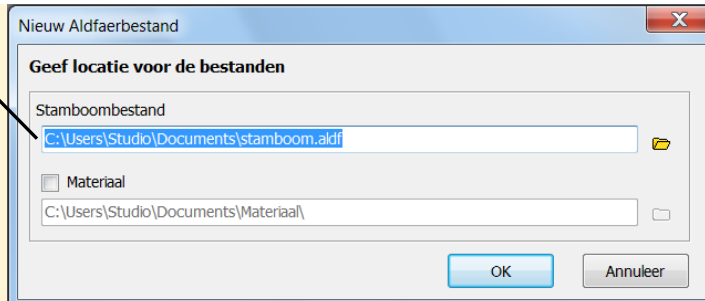 Nieuw Aldfaerbestand
Geef locatie voor de bestanden
Stamboombestand
C:\Users\Studio\Documents\stamboom.aldf
Materiaal
C:\Users\Studio\Documents\Materiaal\
OK Annuleer